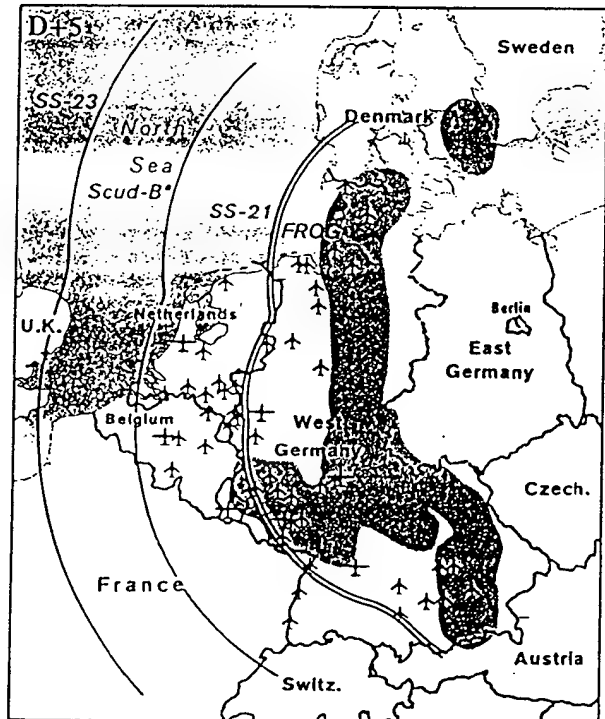 D+5
Sweden
SS-23
North
Sea
Denmark
Scud-B
SS-21
FROG
U.K.
Netherlands
Berlin
East
Germany
Belgium
West
Germany
Czech.
France
Austria
Switz.